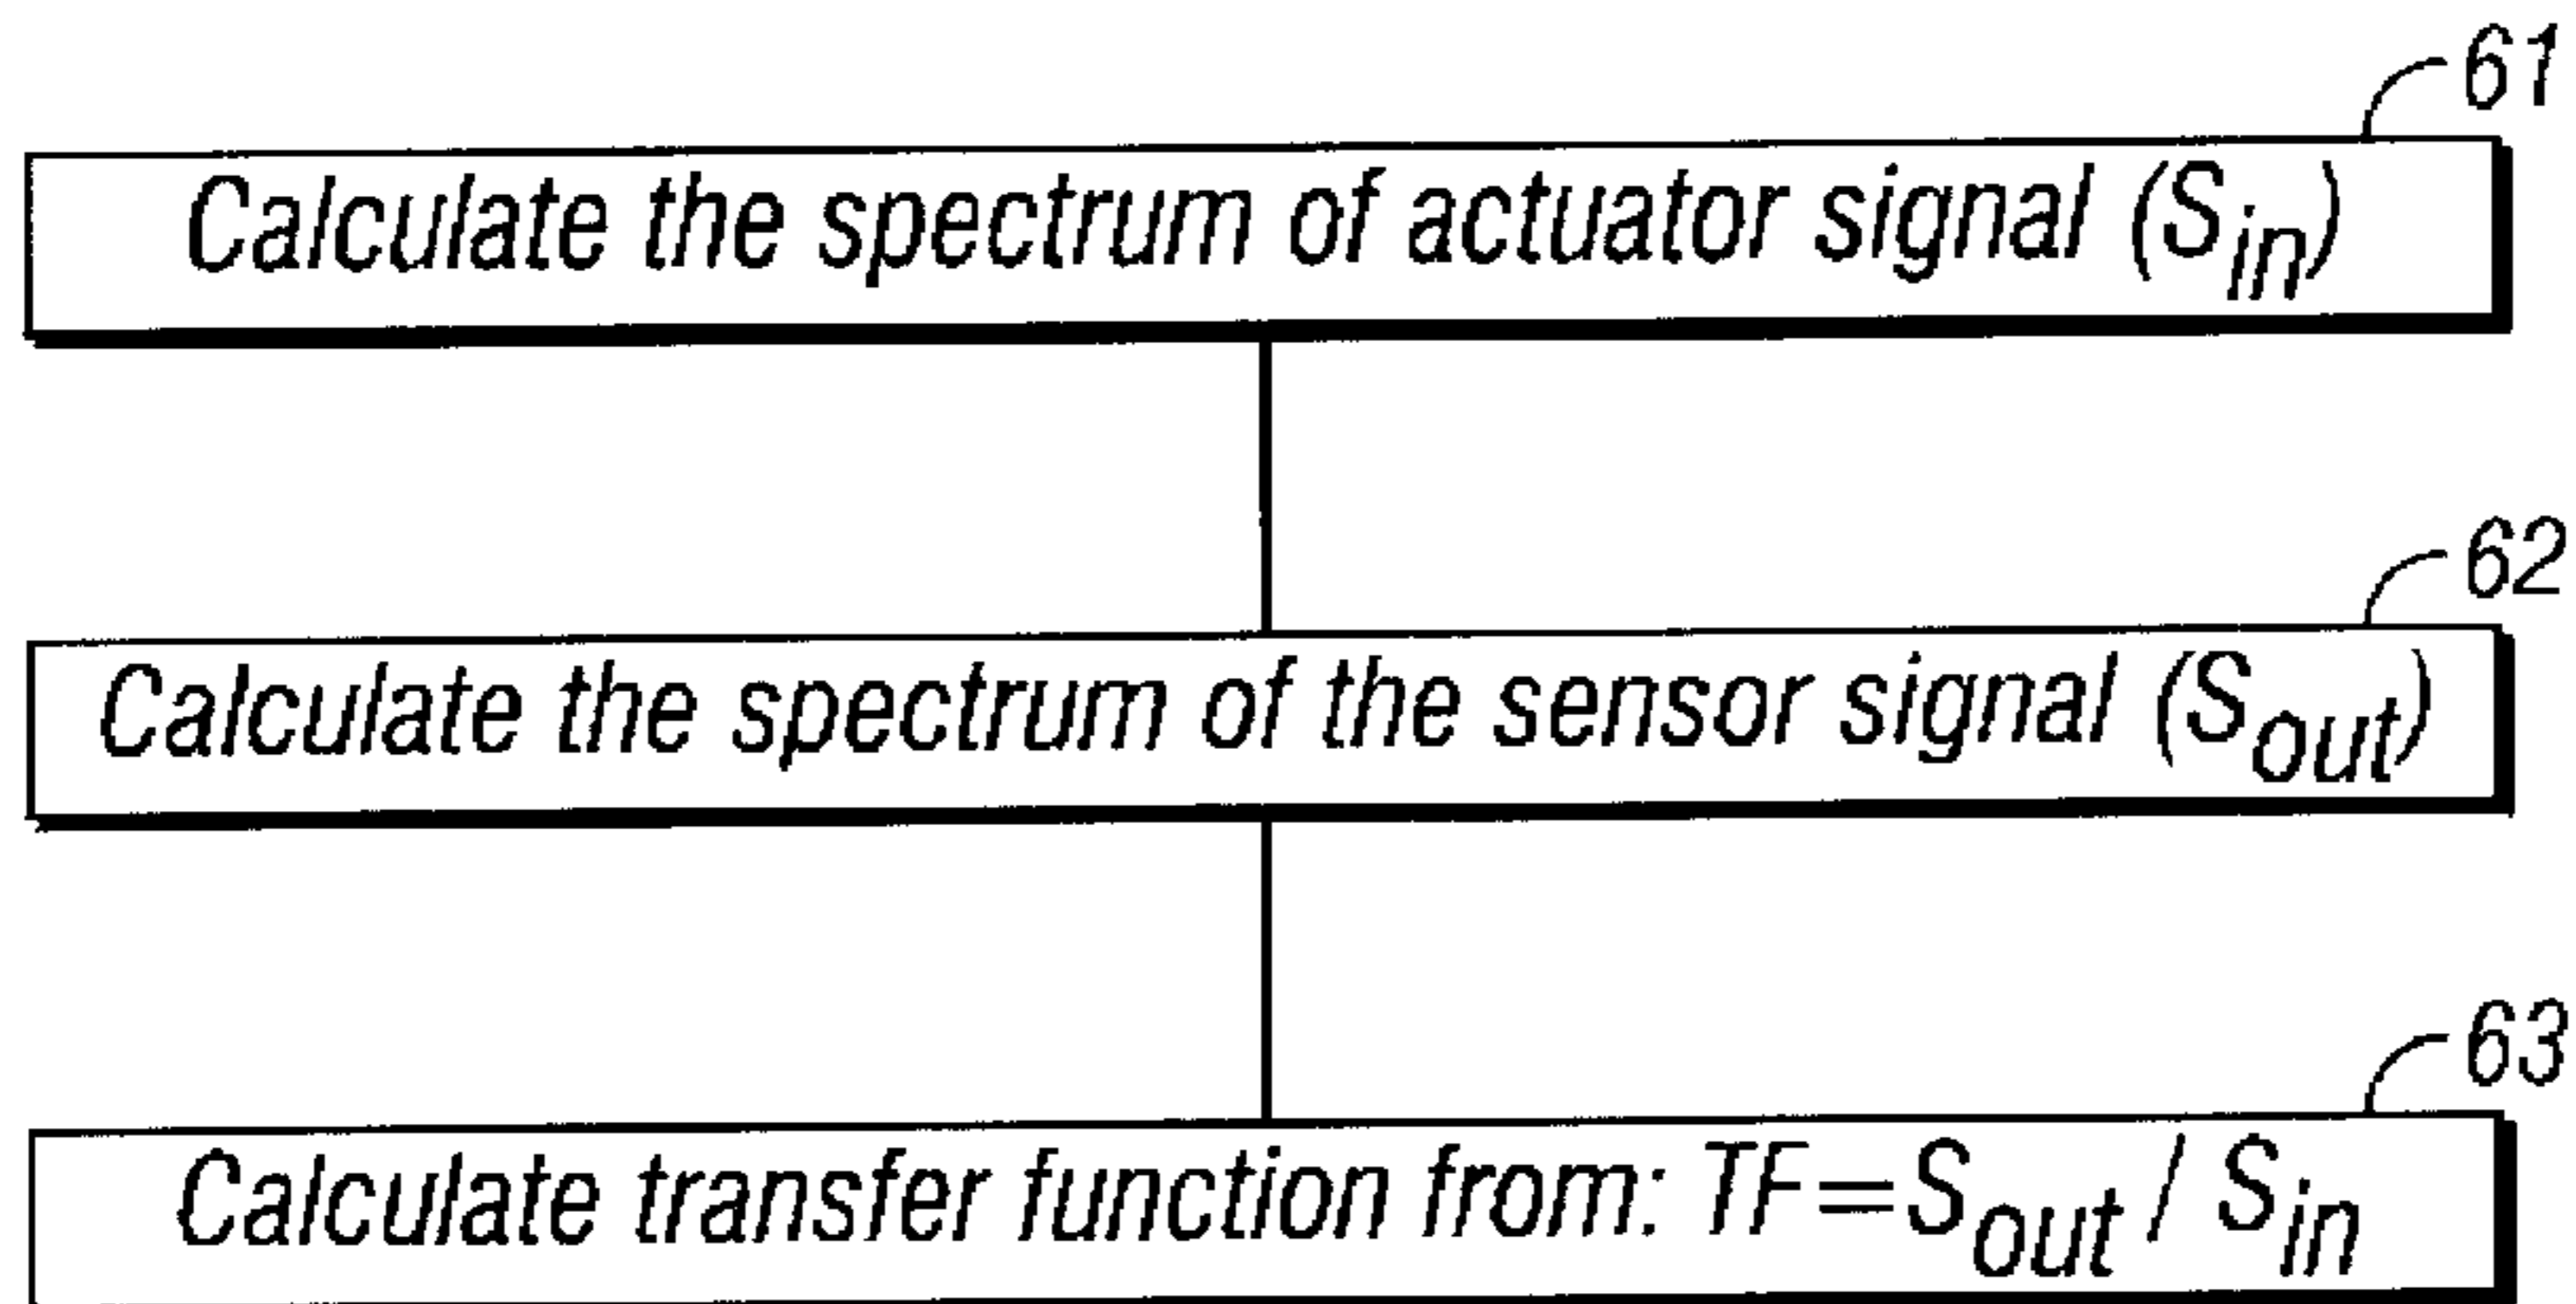 61
Calculate the spectrum of actuator signal (S_in)
62
Calculate the spectrum of the sensor signal (S_out)
63
Calculate transfer function from: TF=S_out / S_in